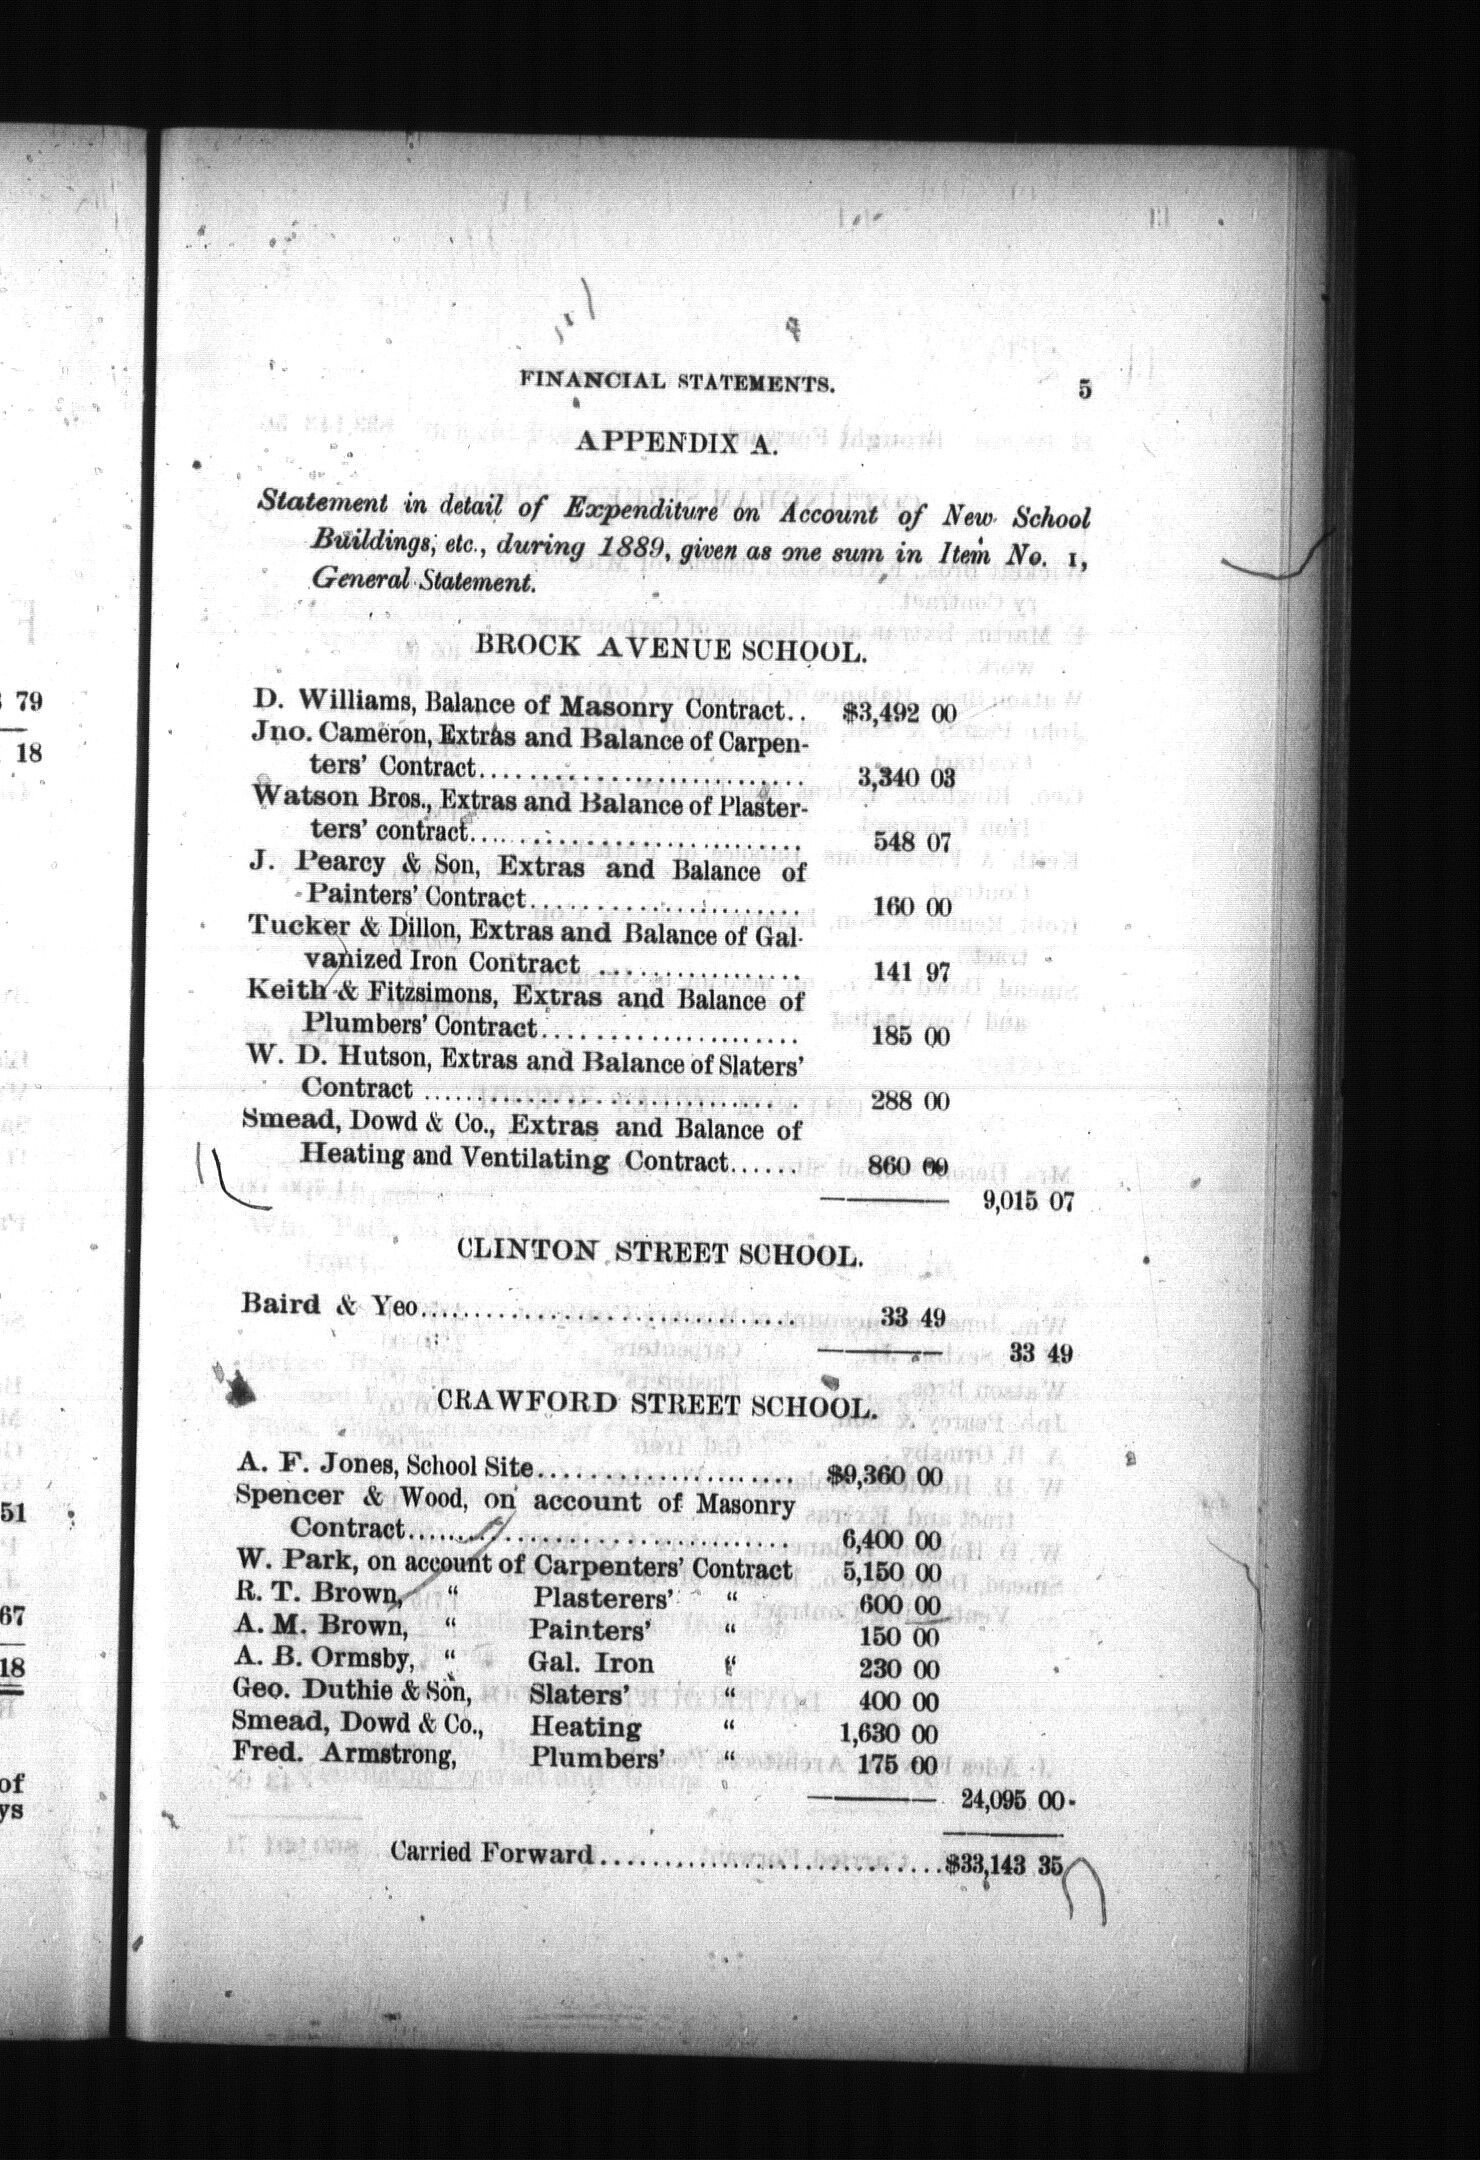 FINANCIAL STATEMENTS. 5
APPENDIX A.
Statement in detail of Expenditure on Account of New School
Buildings, etc., during 1889, given as one sum in Item No. 1,
General Statement.
BROCK AVENUE SCHOOL.
D. Williams, Balance of Masonry Contract.. $3,492 00
Jno. Cameron, Extras and Balance of Carpen-
ters' Contract........................... 3,340 03
Watson Bros., Extras and Balance of Plaster-
ters' contract........................... 548 07
J. Pearcy & Son, Extras and Balance of
Painters' Contract...................... 160 00
Tucker & Dillon, Extras and Balance of Gal-
vanized Iron Contract ................ 141 97
Keith & Fitzsimons, Extras and Balance of
Plumbers' Contract..................... 185 00
W. D. Hutson, Extras and Balance of Slaters'
Contract ............................. 288 00
Smead, Dowd & Co., Extras and Balance of
Heating and Ventilating Contract...... 860 00
9,015 07
CLINTON STREET SCHOOL.
Baird & Yeo............................... 33 49
33 49
CRAWFORD STREET SCHOOL.
A. F. Jones, School Site..................... $9,360 00
Spencer & Wood, on account of Masonry
Contract............................... 6,400 00
W. Park, on account of Carpenters' Contract 5,150 00
R. T. Brown, “ Plasterers' “ 600 00
A. M. Brown, “ Painters' “ 150 00
A. B. Ormsby, “ Gal. Iron “ 230 00
Geo. Duthie & Son, Slaters' “ 400 00
Smead, Dowd & Co., Heating “ 1,630 00
Fred. Armstrong, Plumbers' “ 175 00
24,095 00
Carried Forward...........................$33,143 35
79
18
51
67
18
of
ys